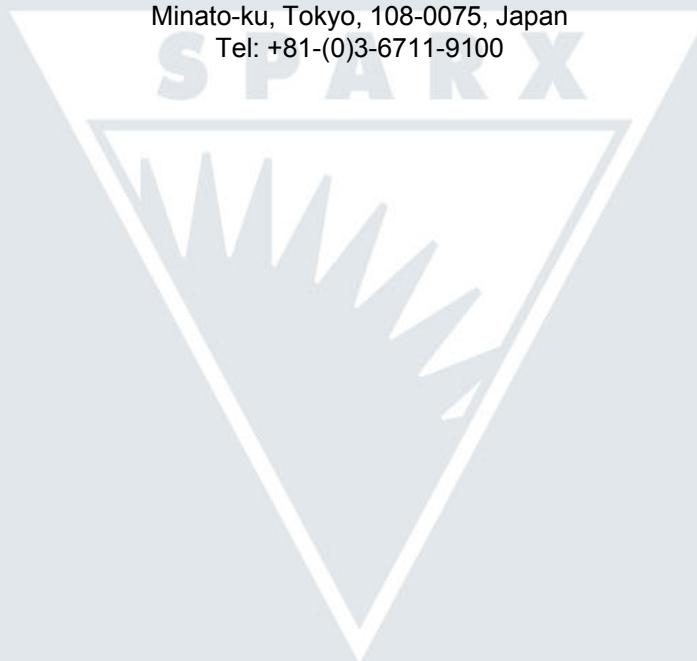 Minato-ku, Tokyo, 108-0075, Japan
Tel: +81-(0)3-6711-9100
SPARX